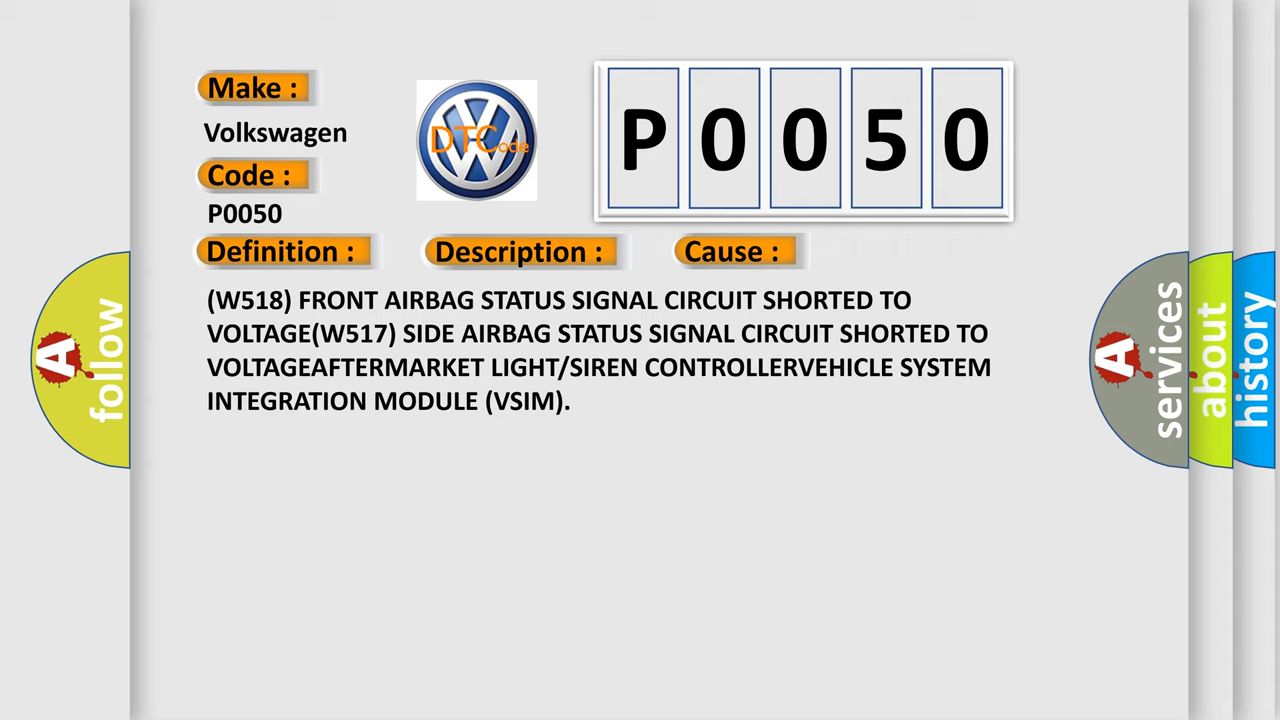 Make :
Volkswagen
Code :
P0050
DTCode
P0050
Definition :
Description :
Cause :
(W518) FRONT AIRBAG STATUS SIGNAL CIRCUIT SHORTED TO
VOLTAGE(W517) SIDE AIRBAG STATUS SIGNAL CIRCUIT SHORTED TO
VOLTAGEAFTERMARKET LIGHT/SIREN CONTROLLERVEHICLE SYSTEM
INTEGRATION MODULE (VSIM).
A
follow
A
services
about
history